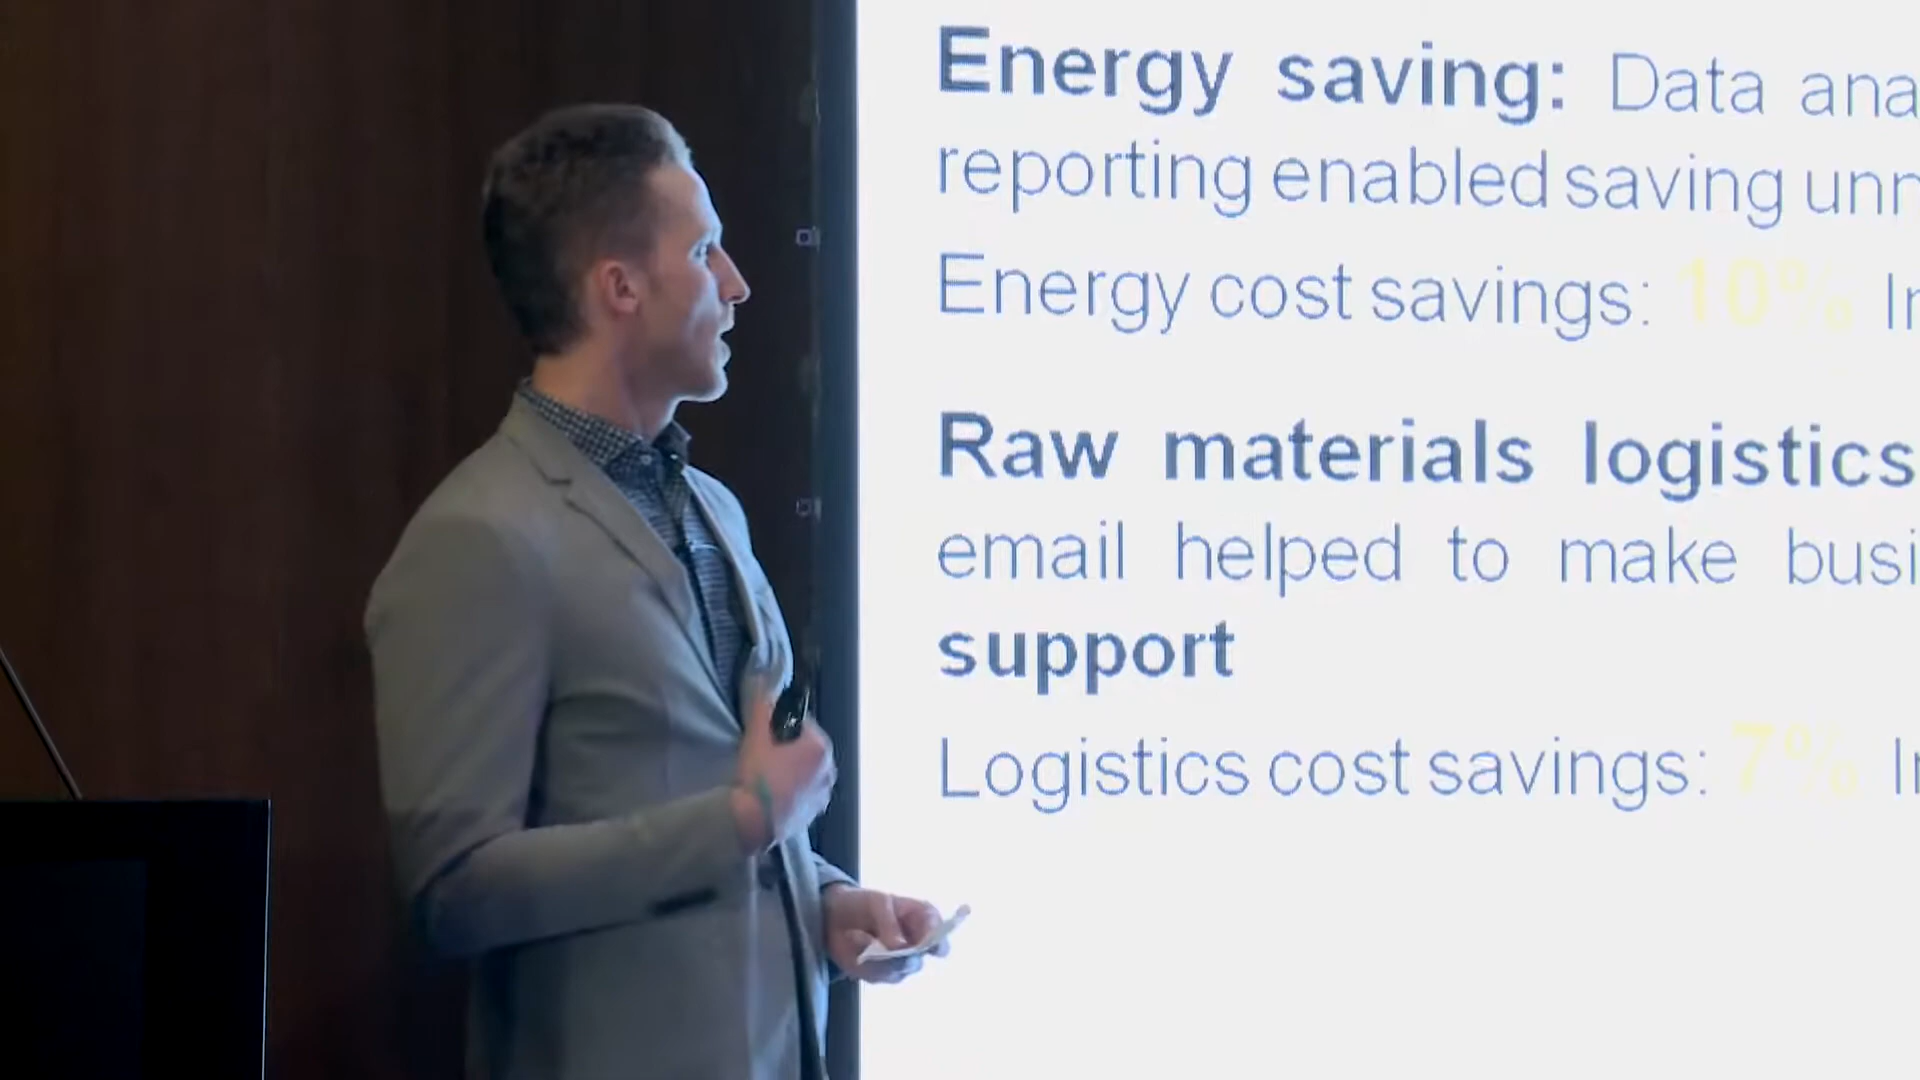 Energy saving: Data ana
reporting enabled saving unn
Energy cost savings: 10% In
Raw materials logistics
email helped to make busi
support
Logistics cost savings: 7% In